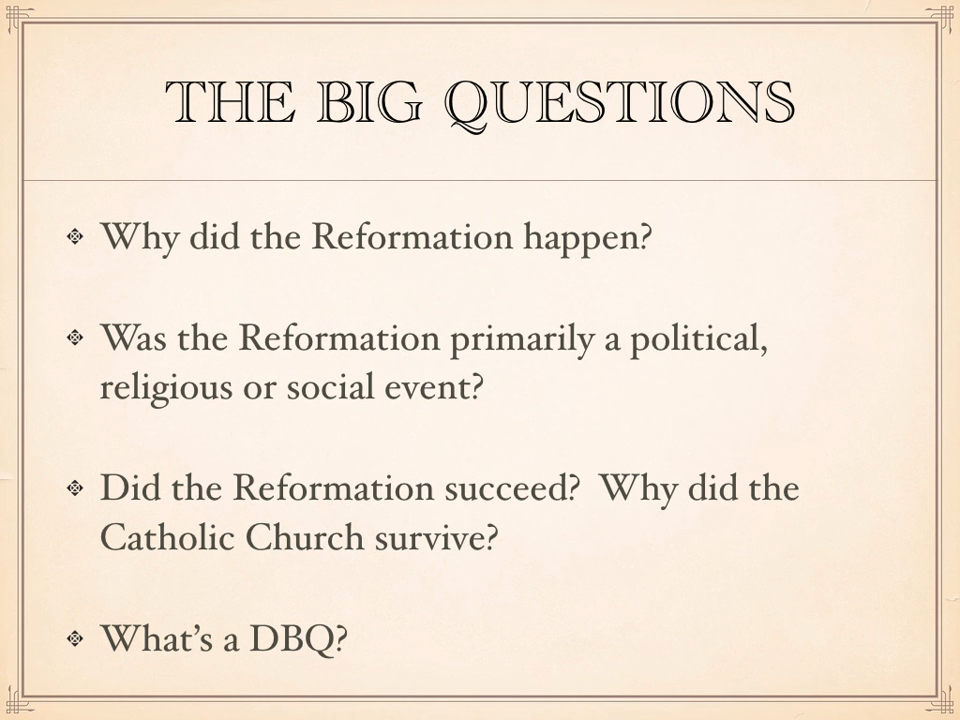 THE BIG QUESTIONS
Why did the Reformation happen?
Was the Reformation primarily a political,
religious or social event?
Did the Reformation succeed?  Why did the
Catholic Church survive?
What’s a DBQ?